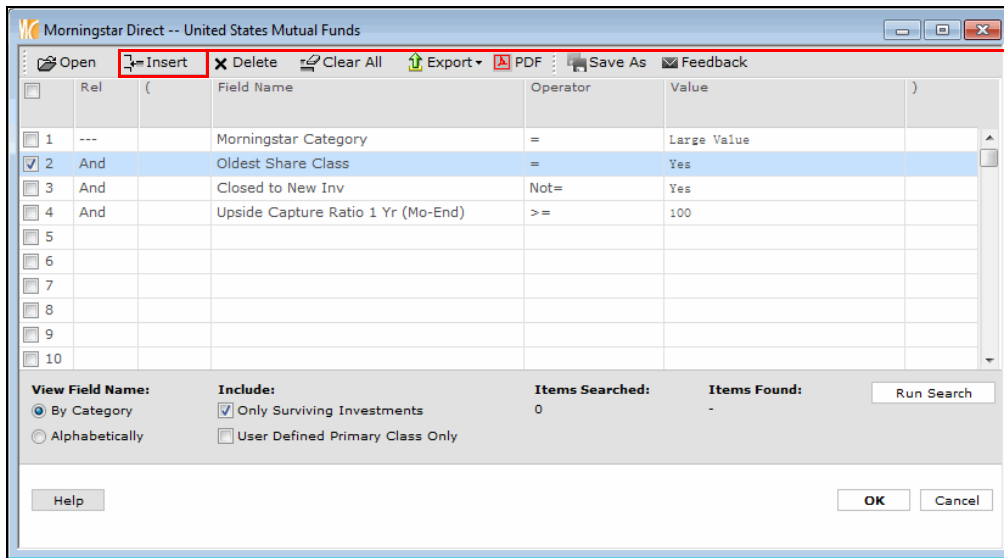 Morningstar Direct -- United States Mutual Funds
Open Insert Delete Clear All Export PDF Save As Feedback
Rel ( Field Name Operator Value )
1 --- Morningstar Category = Large Value
2 And Oldest Share Class = Yes
3 And Closed to New Inv Not= Yes
4 And Upside Capture Ratio 1 Yr (Mo-End) >= 100
5
6
7
8
9
10
View Field Name: Include: Items Searched: Items Found: Run Search
By Category Only Surviving Investments 0 -
Alphabetically User Defined Primary Class Only
Help OK Cancel